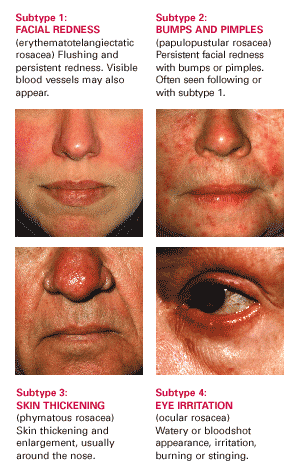 Subtype 1:
FACIAL REDNESS
(erythematotelangiectatic
rosacea) Flushing and
persistent redness. Visible
blood vessels may also
appear.
Subtype 2:
BUMPS AND PIMPLES
(papulopustular rosacea)
Persistent facial redness
with bumps or pimples.
Often seen following or
with subtype 1.
Subtype 3:
SKIN THICKENING
(phymatous rosacea)
Skin thickening and
enlargement, usually
around the nose.
Subtype 4:
EYE IRRITATION
(ocular rosacea)
Watery or bloodshot
appearance, irritation,
burning or stinging.